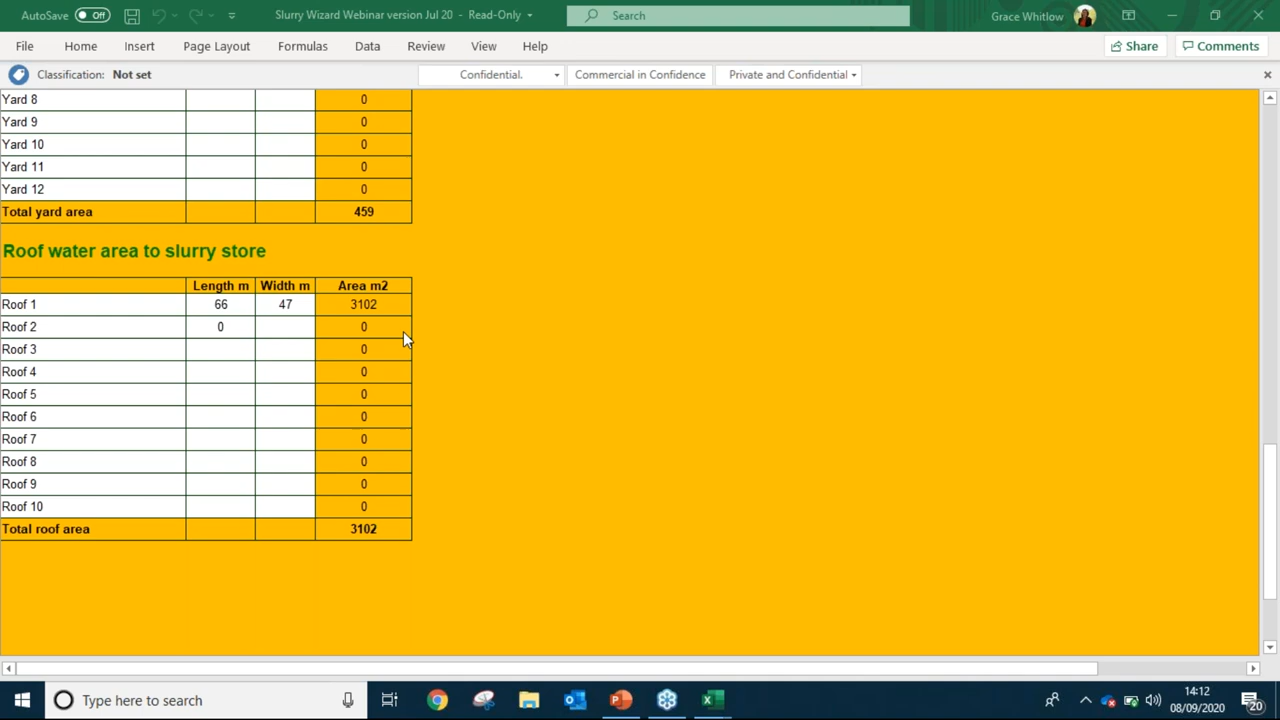 AutoSave Off Slurry Wizard Webinar version Jul 20 - Read-Only Search Grace Whitlow
File Home Insert Page Layout Formulas Data Review View Help Share Comments
Classification: Not set Confidential. Commercial in Confidence Private and Confidential
Yard 8 0
Yard 9 0
Yard 10 0
Yard 11 0
Yard 12 0
Total yard area 459
Roof water area to slurry store
Length m Width m Area m2
Roof 1 66 47 3102
Roof 2 0 0
Roof 3 0
Roof 4 0
Roof 5 0
Roof 6 0
Roof 7 0
Roof 8 0
Roof 9 0
Roof 10 0
Total roof area 3102
Type here to search 14:12
08/09/2020 20